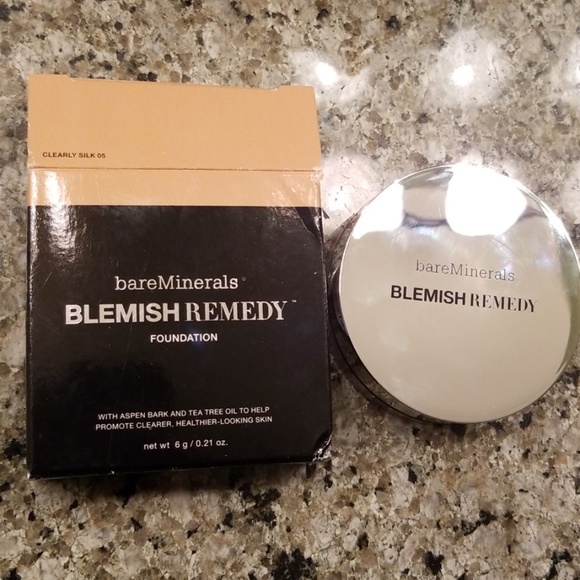 CLEARLY SILK 05
bareMinerals®
BLEMISH REMEDY™
FOUNDATION
WITH ASPEN BARK AND TEA TREE OIL TO HELP
PROMOTE CLEARER, HEALTHIER-LOOKING SKIN
net wt 6 g / 0.21 oz.
bareMinerals
BLEMISH REMEDY